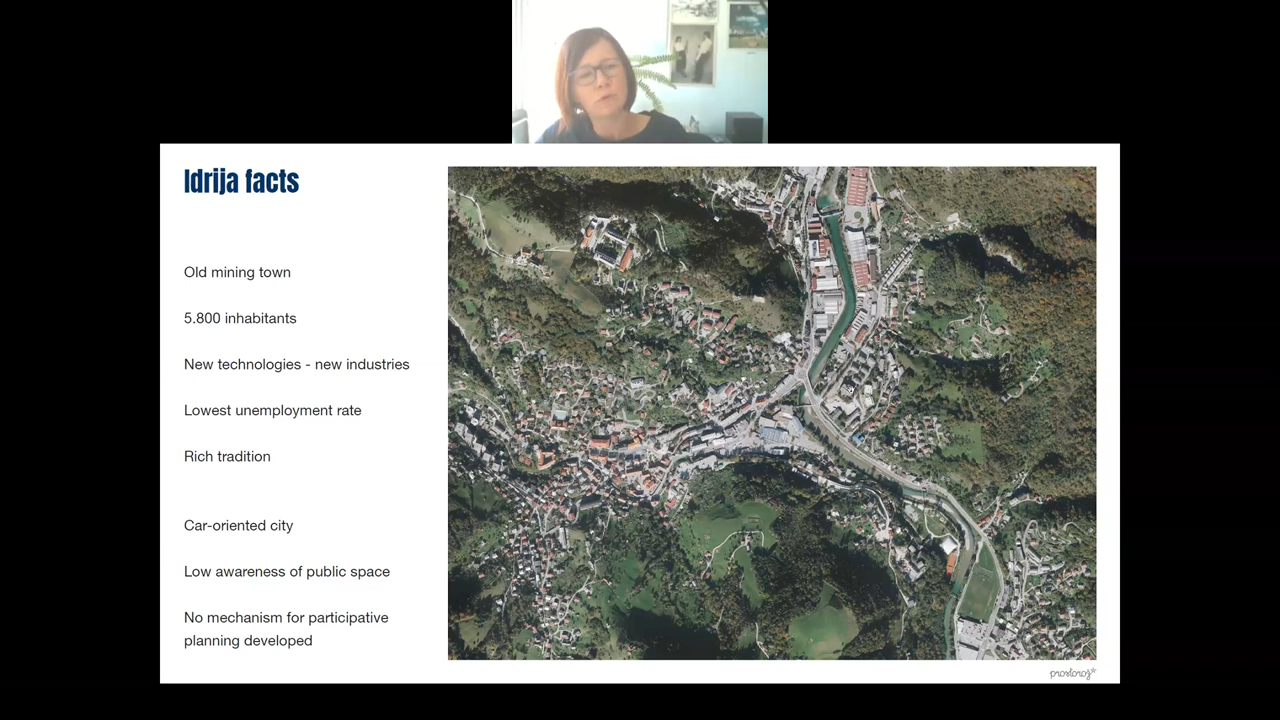 Idrija facts
Old mining town
5.800 inhabitants
New technologies - new industries
Lowest unemployment rate
Rich tradition
Car-oriented city
Low awareness of public space
No mechanism for participative
planning developed
prostorož*